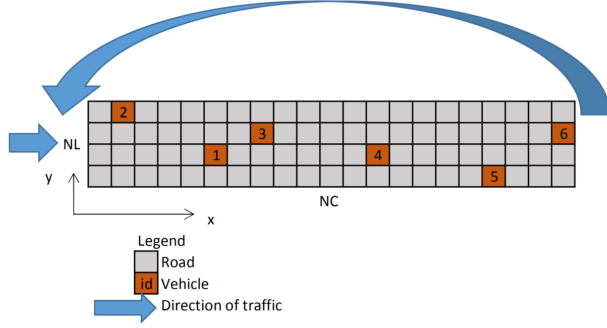 2
3
6
NL
1
4
y
5
NC
x
Legend
Road
id Vehicle
Direction of traffic